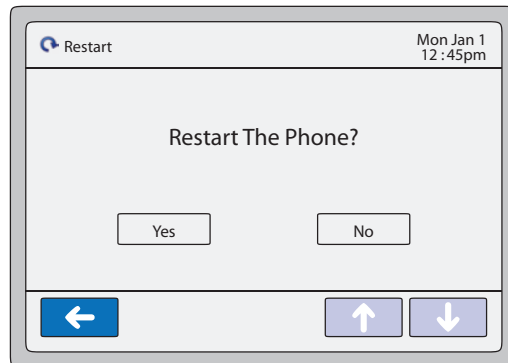 Restart
Mon Jan 1
12:45pm
Restart The Phone?
Yes
No